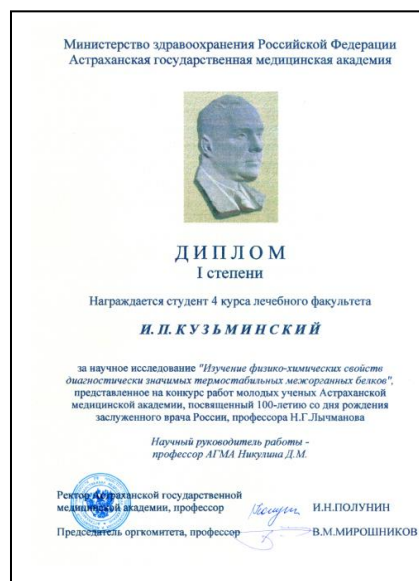 Министерство здравоохранения Российской Федерации
Астраханская государственная медицинская академия
ДИПЛОМ
I степени
Награждается студент 4 курса лечебного факультета
И. П. КУЗЬМИНСКИЙ
за научное исследование "Изучение физико-химических свойств
диагностически значимых термостабильных межорганных белков",
представленное на конкурс работ молодых ученых Астраханской
медицинской академии, посвященный 100-летию со дня рождения
заслуженного врача России, профессора Н.Г.Лычманова
Научный руководитель работы -
профессор АГМА Никулина Д.М.
Ректор Астраханской государственной
медицинской академии, профессор И.Н.ПОЛУНИН
Председатель оргкомитета, профессор В.М.МИРОШНИКОВ